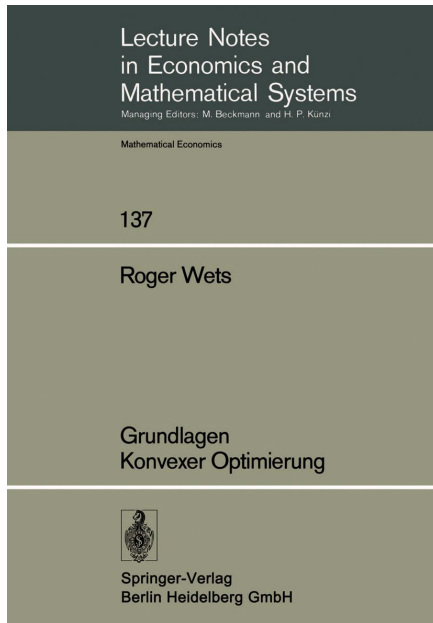 Lecture Notes
in Economics and
Mathematical Systems
Managing Editors: M. Beckmann and H. P. Künzi
Mathematical Economics
137
Roger Wets
Grundlagen
Konvexer Optimierung
Springer-Verlag
Berlin Heidelberg GmbH